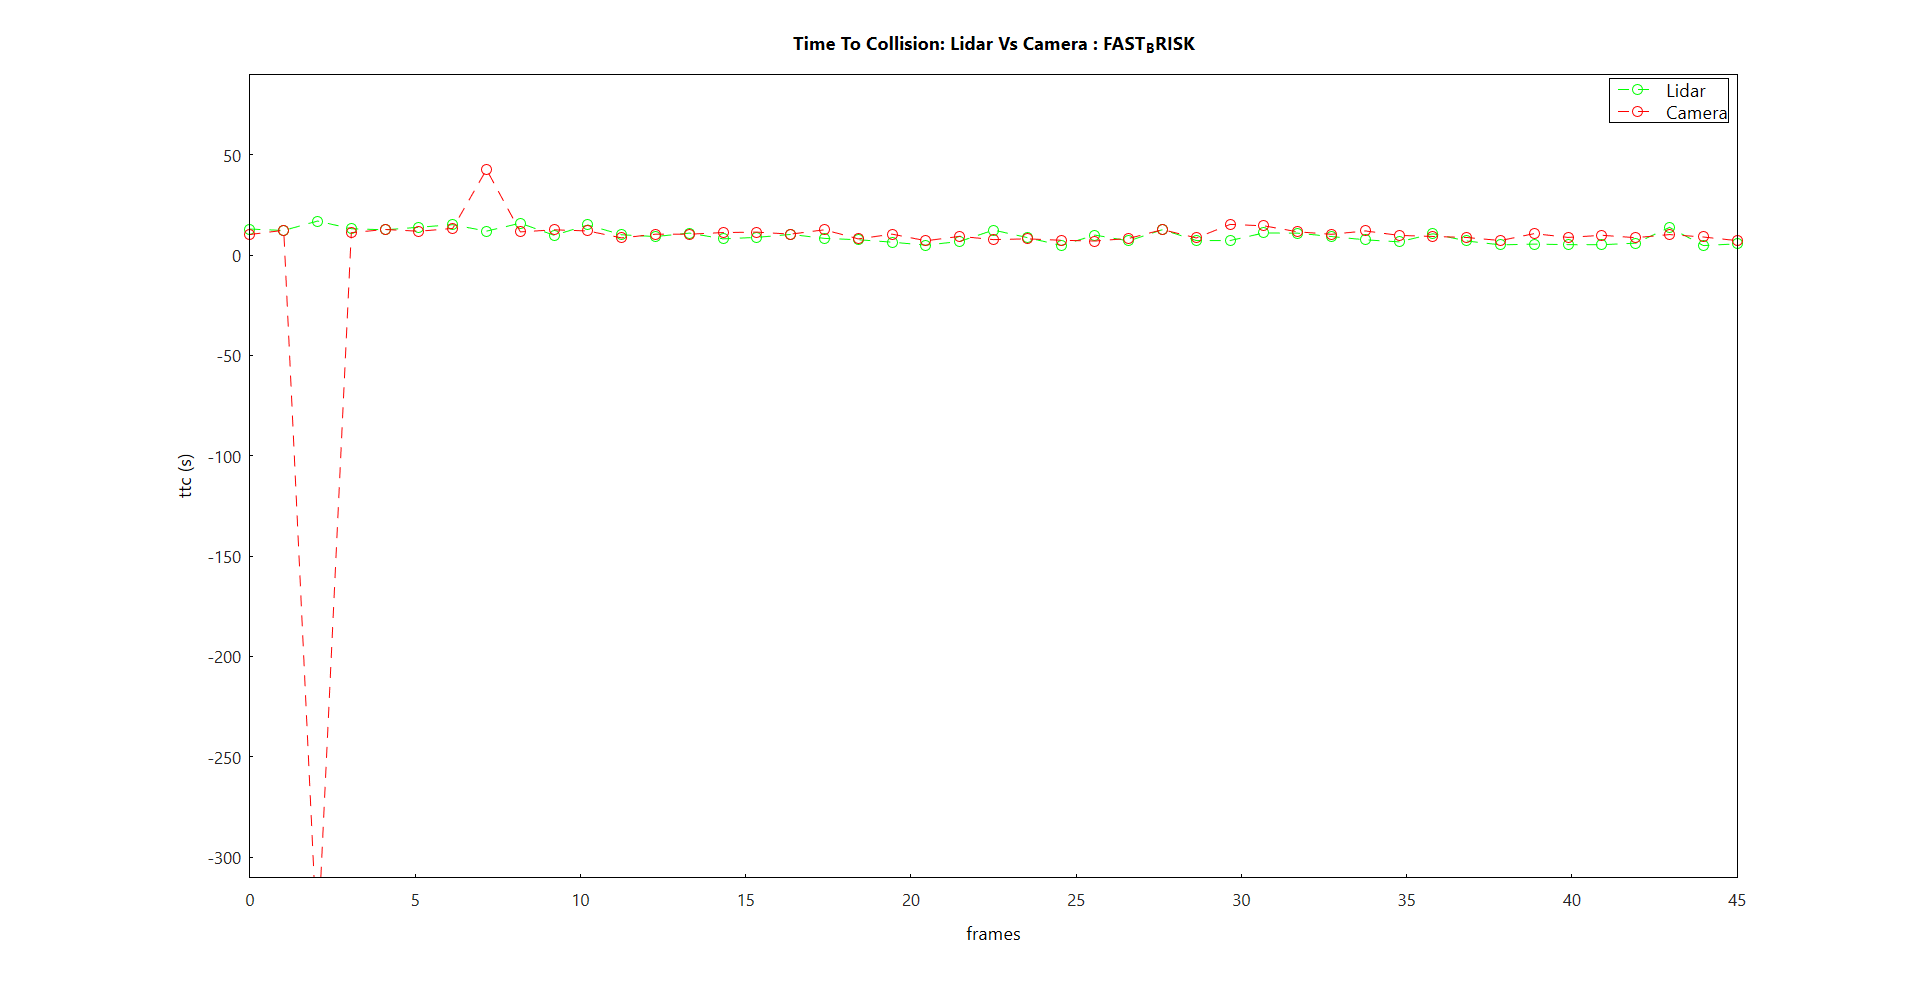 Time To Collision: Lidar Vs Camera : FASTBRISK
Lidar
Camera
50
0
-50
-100
-150
-200
-250
-300
ttc (s)
0 5 10 15 20 25 30 35 40 45
frames